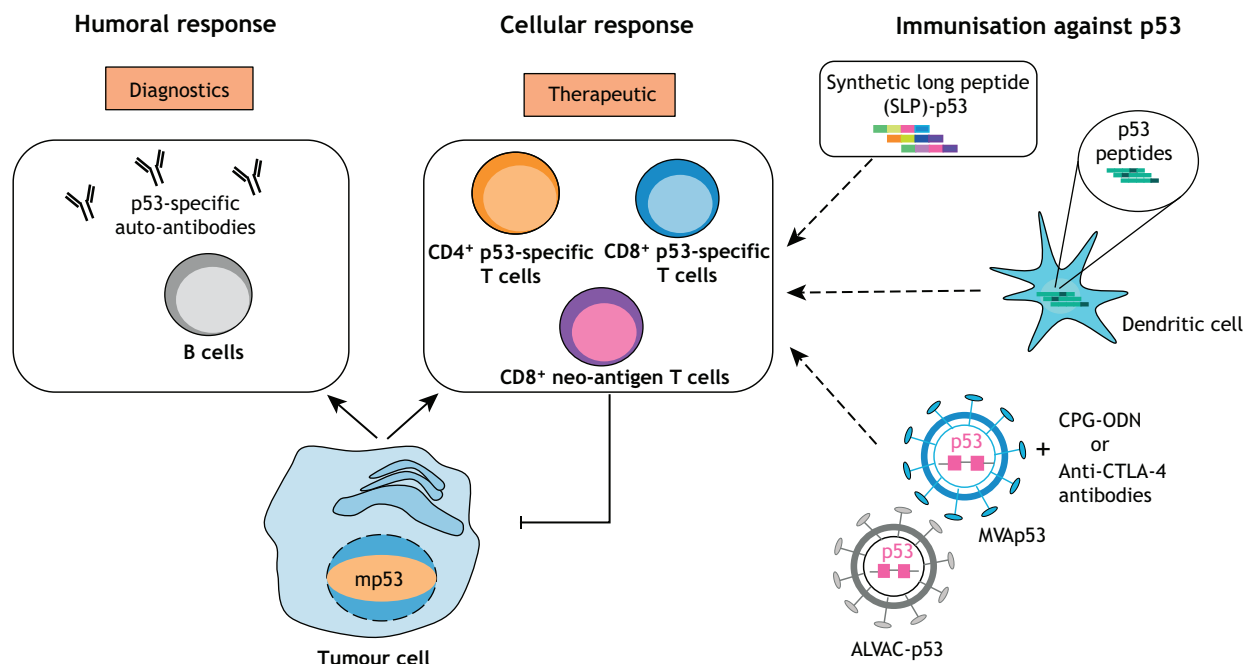 Humoral response
Diagnostics
p53-specific
auto-antibodies
B cells
Cellular response
Therapeutic
CD4⁺ p53-specific
T cells
CD8⁺ p53-specific
T cells
CD8⁺ neo-antigen T cells
mp53
Tumour cell
Immunisation against p53
Synthetic long peptide
(SLP)-p53
p53
peptides
Dendritic cell
p53
+
CPG-ODN
or
Anti-CTLA-4
antibodies
MVAp53
p53
ALVAC-p53